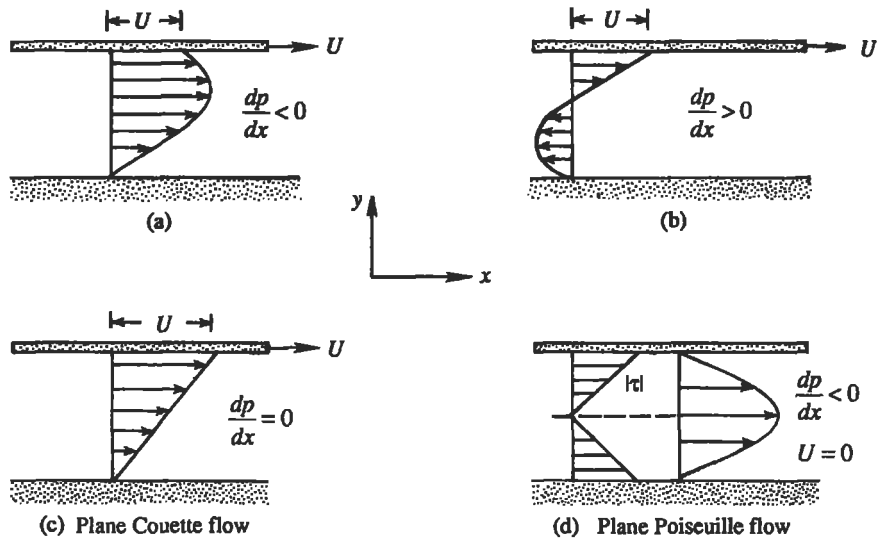 U
U
dp/dx < 0
(a)
U
U
dp/dx > 0
(b)
y
x
U
U
dp/dx = 0
(c) Plane Couette flow
|τ|
dp/dx < 0
U = 0
(d) Plane Poiseuille flow